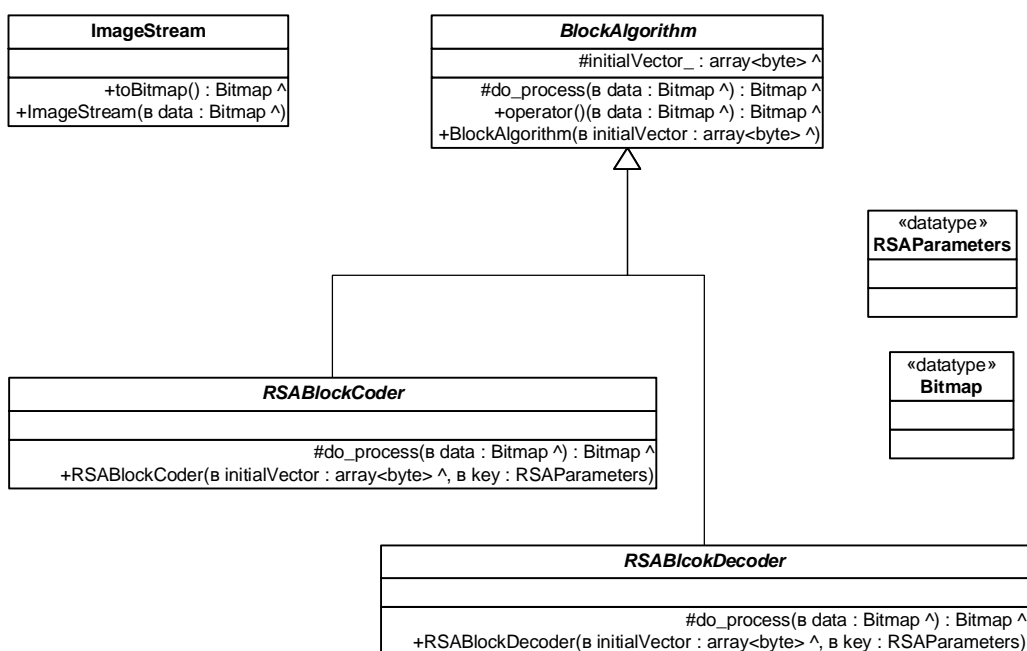 ImageStream
+toBitmap() : Bitmap ^
+ImageStream(в data : Bitmap ^)
BlockAlgorithm
#initialVector_ : array<byte> ^
#do_process(в data : Bitmap ^) : Bitmap ^
+operator()(в data : Bitmap ^) : Bitmap ^
+BlockAlgorithm(в initialVector : array<byte> ^)
«datatype»
RSAParameters
«datatype»
Bitmap
RSABlockCoder
#do_process(в data : Bitmap ^) : Bitmap ^
+RSABlockCoder(в initialVector : array<byte> ^, в key : RSAParameters)
RSABlcokDecoder
#do_process(в data : Bitmap ^) : Bitmap ^
+RSABlockDecoder(в initialVector : array<byte> ^, в key : RSAParameters)